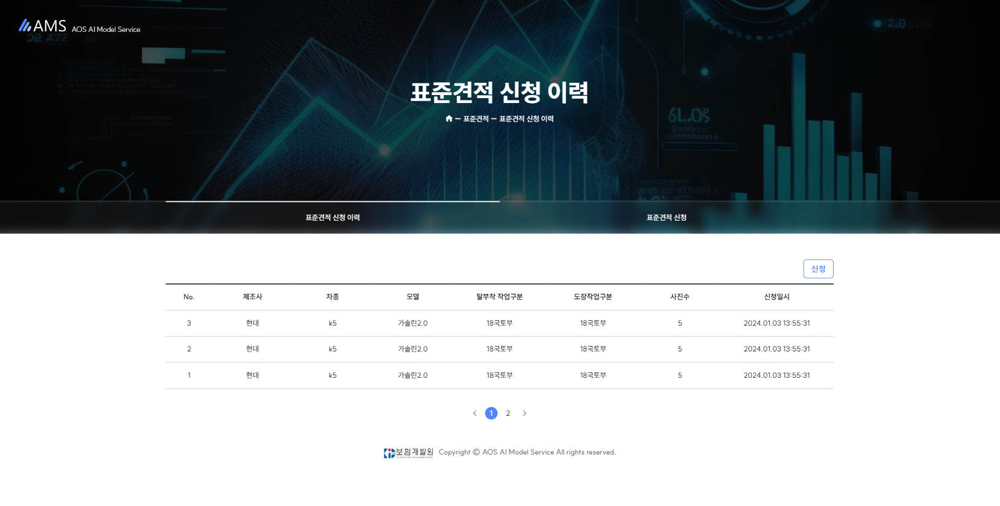 AMS AOS AI Model Service
표준견적 신청 이력
표준견적 표준견적 신청 이력
표준견적 신청 이력 표준견적 신청
신청
No. 제조사 차종 모델 탈부착 작업구분 도장작업구분 사진수 신청일시
3 현대 k5 가솔린2.0 18국토부 18국토부 5 2024.01.03 13:55:31
2 현대 k5 가솔린2.0 18국토부 18국토부 5 2024.01.03 13:55:31
1 현대 k5 가솔린2.0 18국토부 18국토부 5 2024.01.03 13:55:31
< 1 2 >
보험개발원 Copyright © AOS AI Model Service All rights reserved.